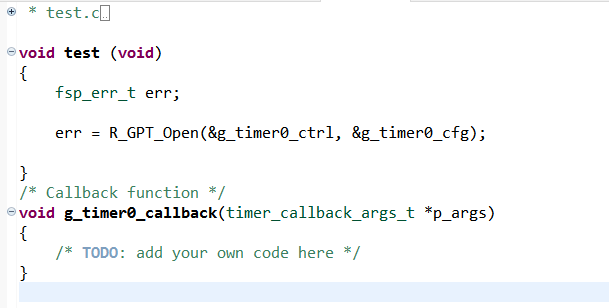 * test.c
void test (void)
{
fsp_err_t err;
err = R_GPT_Open(&g_timer0_ctrl, &g_timer0_cfg);
}
/* Callback function */
void g_timer0_callback(timer_callback_args_t *p_args)
{
/* TODO: add your own code here */
}